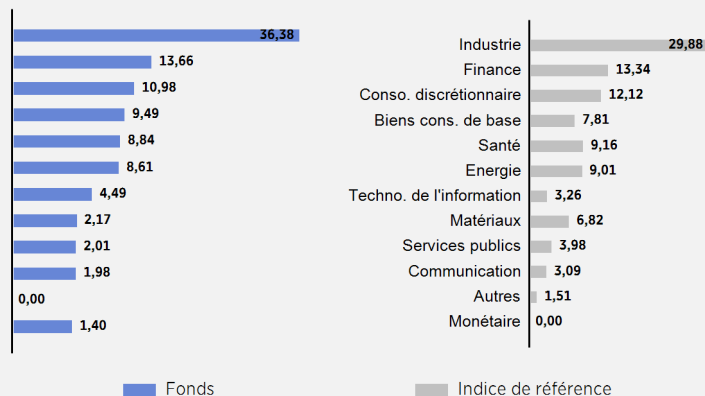 36,38
13,66
10,98
9,49
8,84
8,61
4,49
2,17
2,01
1,98
0,00
1,40
Industrie 29,88
Finance 13,34
Conso. discrétionnaire 12,12
Biens cons. de base 7,81
Santé 9,16
Energie 9,01
Techno. de l'information 3,26
Matériaux 6,82
Services publics 3,98
Communication 3,09
Autres 1,51
Monétaire 0,00
Fonds
Indice de référence